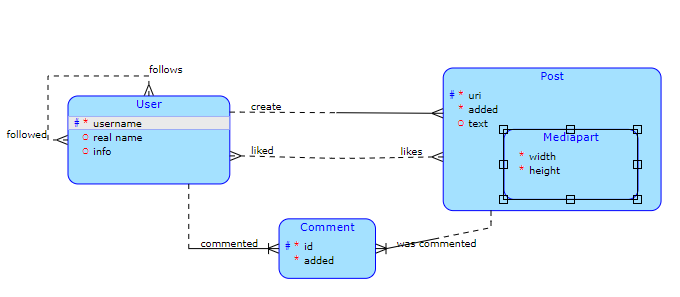 follows
followed
User
# * username
o real name
o info
create
liked
likes
Post
# * uri
* added
o text
Mediapart
* width
* height
commented
was commented
Comment
# * id
* added